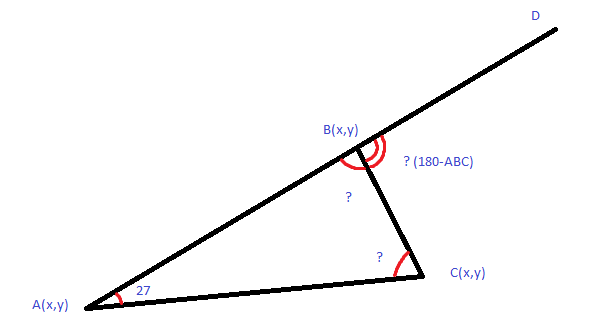 D
B(x,y)
? (180-ABC)
?
?
C(x,y)
27
A(x,y)